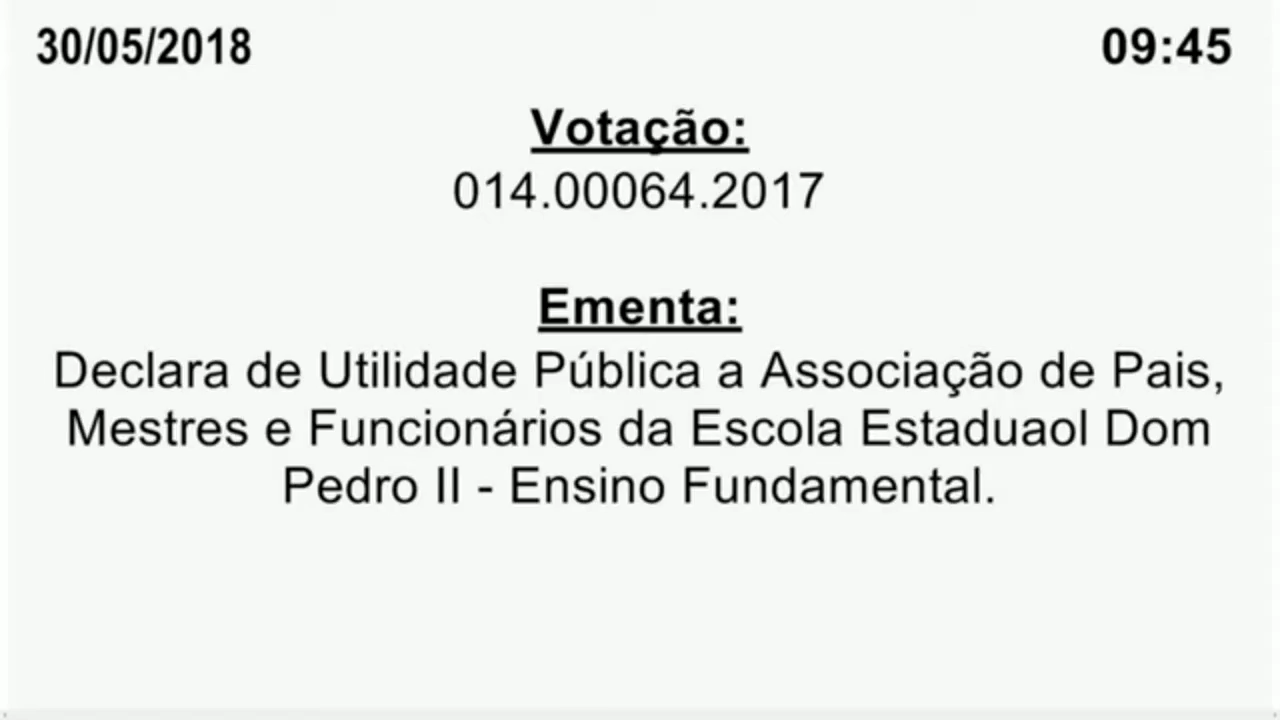 30/05/2018 09:45
Votação:
014.00064.2017
Ementa:
Declara de Utilidade Pública a Associação de Pais,
Mestres e Funcionários da Escola Estaduaol Dom
Pedro II - Ensino Fundamental.